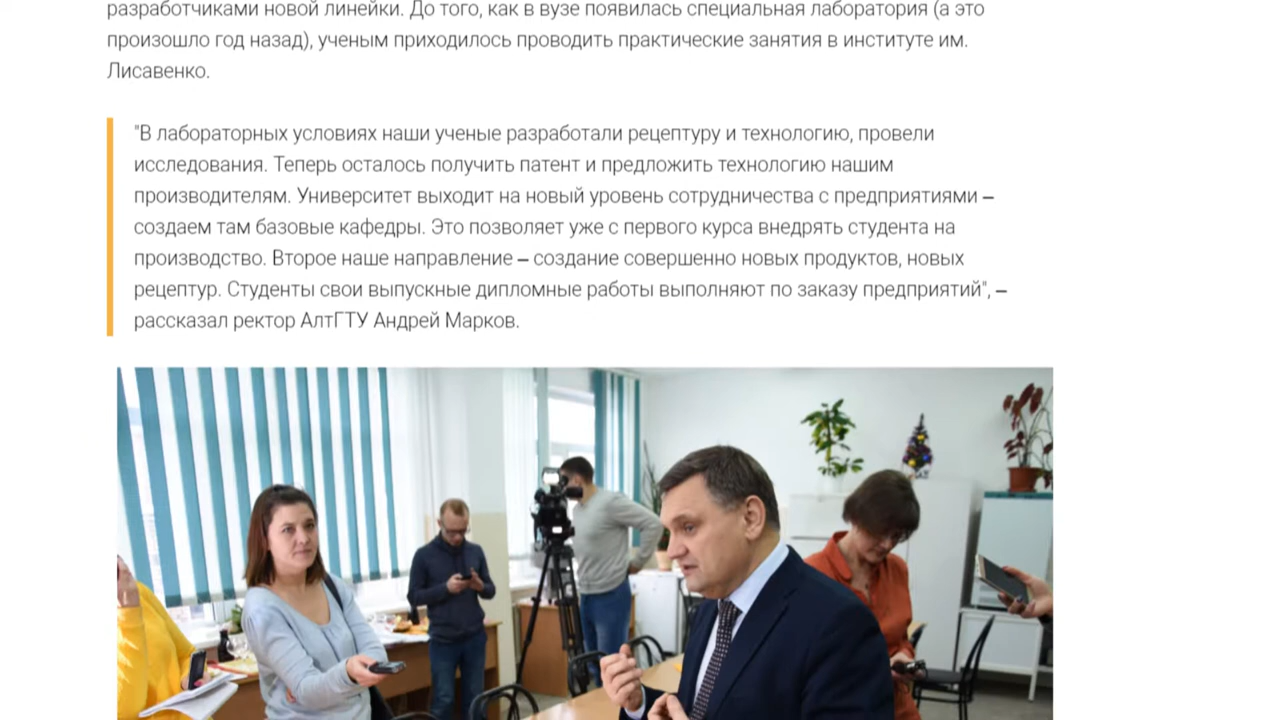 разработчиками новой линейки. До того, как в вузе появилась специальная лаборатория (а это
произошло год назад), ученым приходилось проводить практические занятия в институте им.
Лисавенко.
"В лабораторных условиях наши ученые разработали рецептуру и технологию, провели
исследования. Теперь осталось получить патент и предложить технологию нашим
производителям. Университет выходит на новый уровень сотрудничества с предприятиями –
создаем там базовые кафедры. Это позволяет уже с первого курса внедрять студента на
производство. Второе наше направление – создание совершенно новых продуктов, новых
рецептур. Студенты свои выпускные дипломные работы выполняют по заказу предприятий", –
рассказал ректор АлтГТУ Андрей Марков.